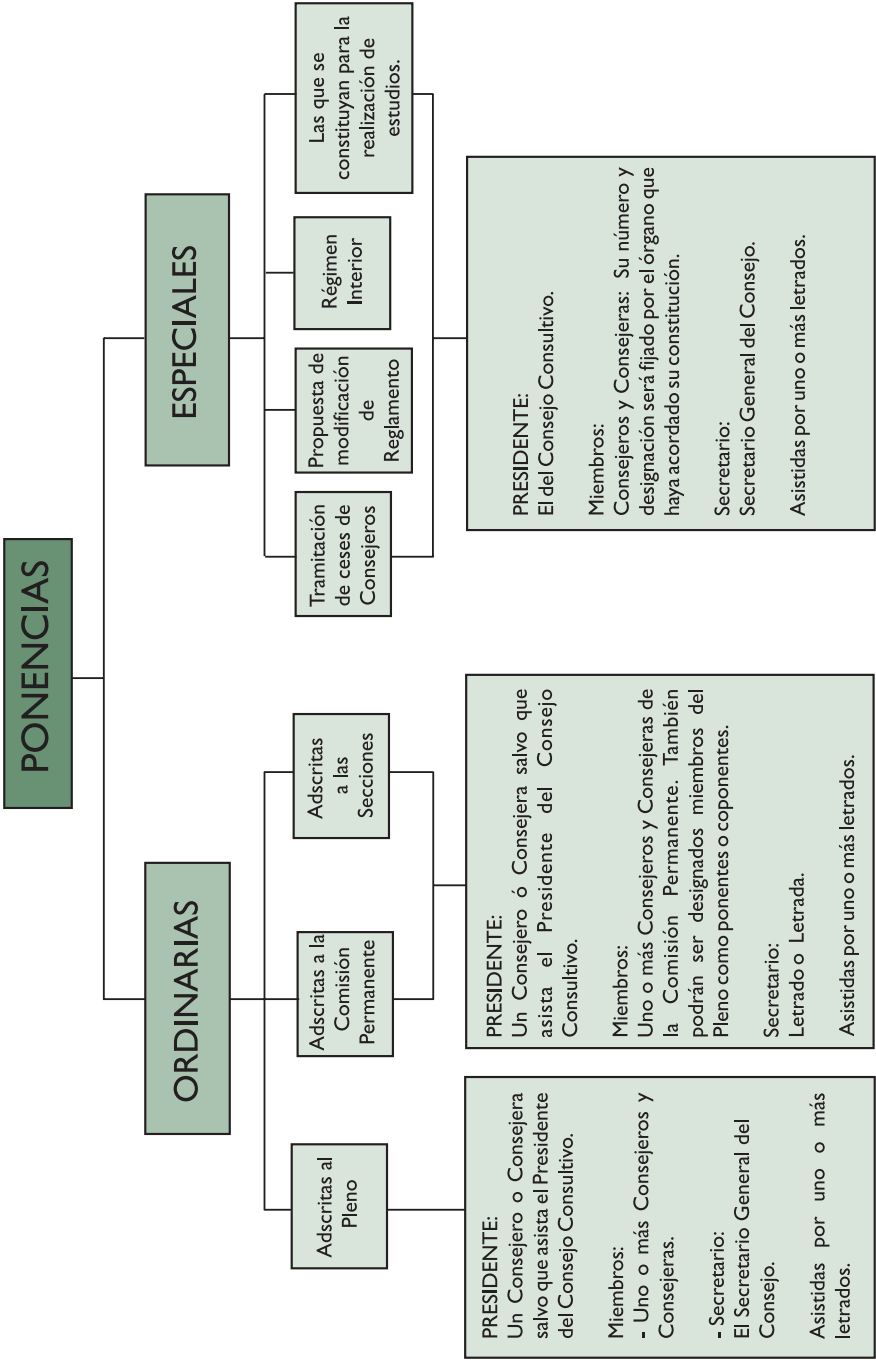 PONENCIAS
ORDINARIAS
ESPECIALES
Adscritas al
Pleno
Adscritas a la
Comisión
Permanente
Adscritas
a las
Secciones
Tramitación
de ceses de
Consejeros
Propuesta de
modificación
de
Reglamento
Régimen
Interior
Las que se
constituyan para la
realización de
estudios.
PRESIDENTE:
Un Consejero o Consejera
salvo que asista el Presidente
del Consejo Consultivo.
Miembros:
- Uno o más Consejeros y
Consejeras.
- Secretario:
El Secretario General del
Consejo.
Asistidas por uno o más
letrados.
PRESIDENTE:
Un Consejero ó Consejera salvo que
asista el Presidente del Consejo
Consultivo.
Miembros:
Uno o más Consejeros y Consejeras de
la Comisión Permanente. También
podrán ser designados miembros del
Pleno como ponentes o coponentes.
Secretario:
Letrado o Letrada.
Asistidas por uno o más letrados.
PRESIDENTE:
El del Consejo Consultivo.
Miembros:
Consejeros y Consejeras: Su número y
designación será fijado por el órgano que
haya acordado su constitución.
Secretario:
Secretario General del Consejo.
Asistidas por uno o más letrados.